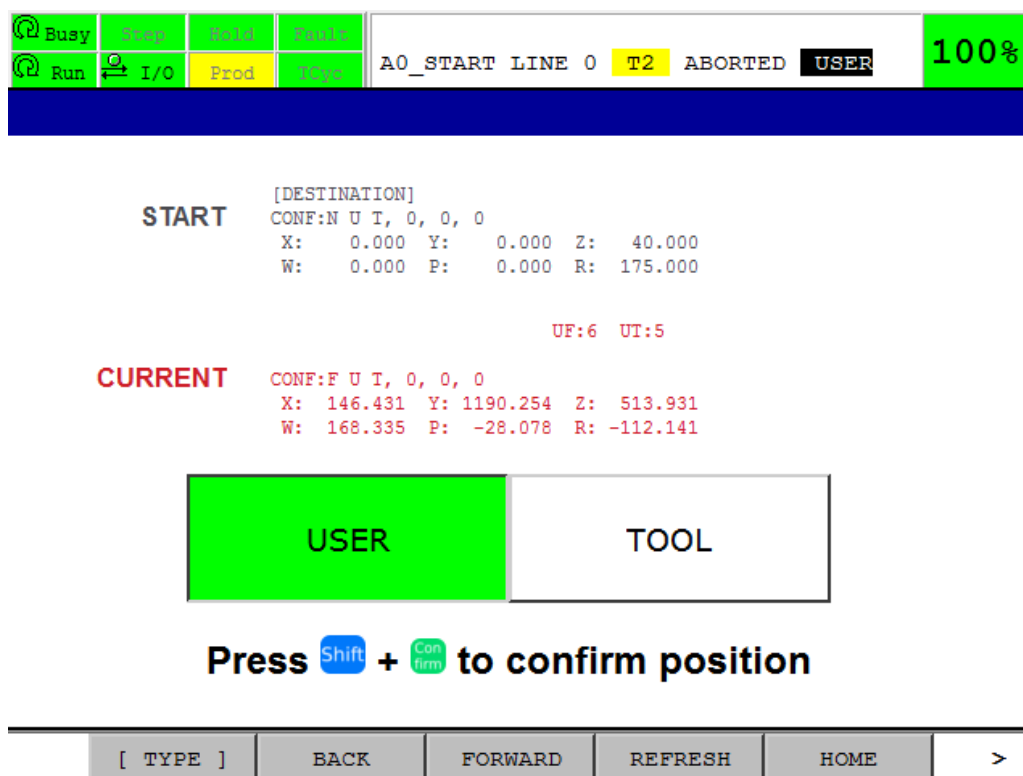 Busy Step Hold Fault
Run I/O Prod TCyc
A0_START LINE 0 T2 ABORTED USER
100%
[DESTINATION]
START CONF:N U T, 0, 0, 0
X: 0.000 Y: 0.000 Z: 40.000
W: 0.000 P: 0.000 R: 175.000
UF:6 UT:5
CURRENT CONF:F U T, 0, 0, 0
X: 146.431 Y: 1190.254 Z: 513.931
W: 168.335 P: -28.078 R: -112.141
USER TOOL
Press Shift + Confirm to confirm position
[ TYPE ] BACK FORWARD REFRESH HOME >